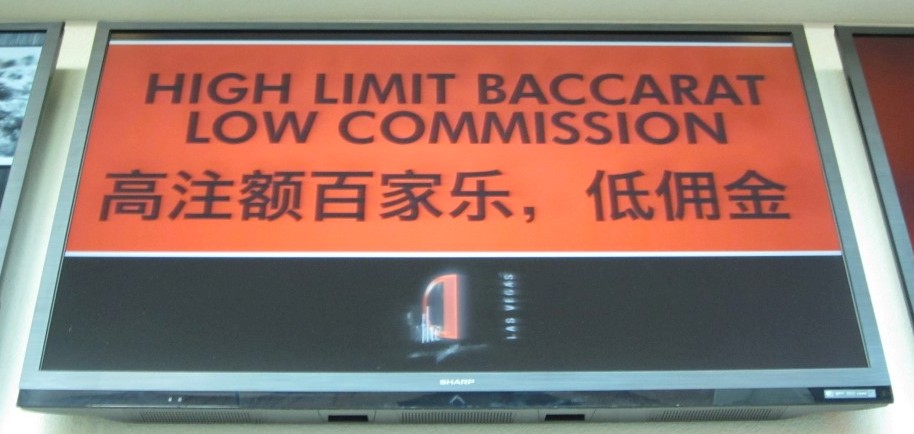 HIGH LIMIT BACCARAT
LOW COMMISSION
高注额百家乐，低佣金
LAS VEGAS
SHARP